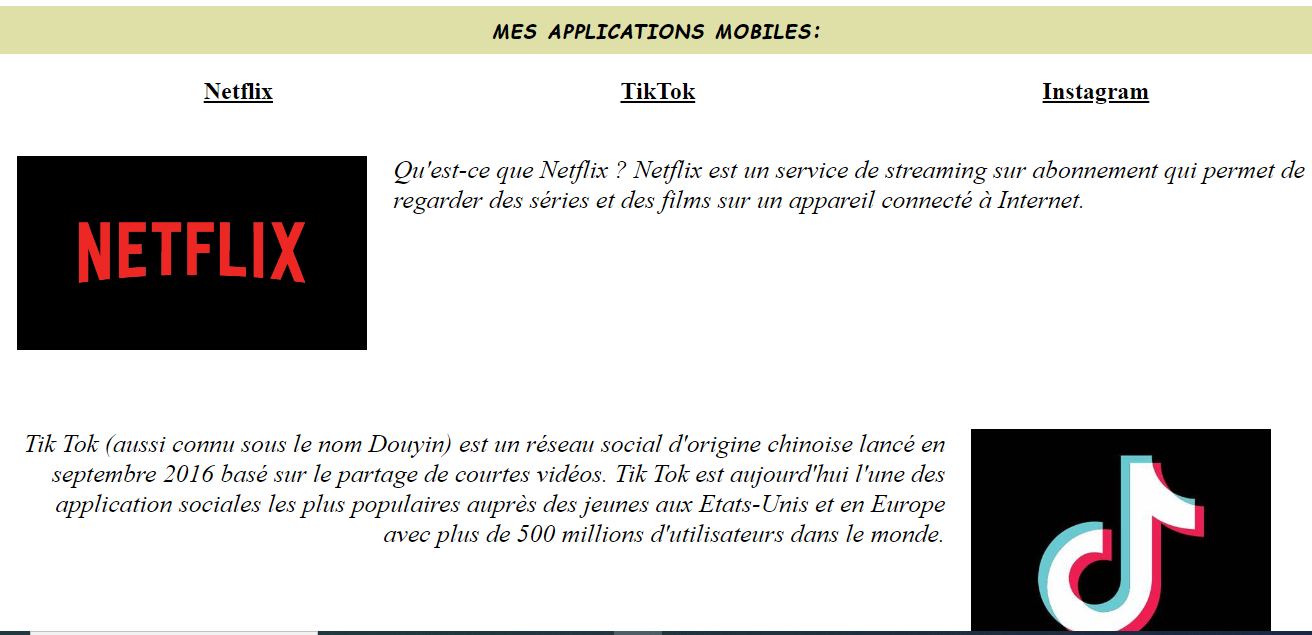 MES APPLICATIONS MOBILES:
Netflix TikTok Instagram
Qu'est-ce que Netflix ? Netflix est un service de streaming sur abonnement qui permet de
regarder des séries et des films sur un appareil connecté à Internet.
NETFLIX
Tik Tok (aussi connu sous le nom Douyin) est un réseau social d'origine chinoise lancé en
septembre 2016 basé sur le partage de courtes vidéos. Tik Tok est aujourd'hui l'une des
application sociales les plus populaires auprès des jeunes aux Etats-Unis et en Europe
avec plus de 500 millions d'utilisateurs dans le monde.